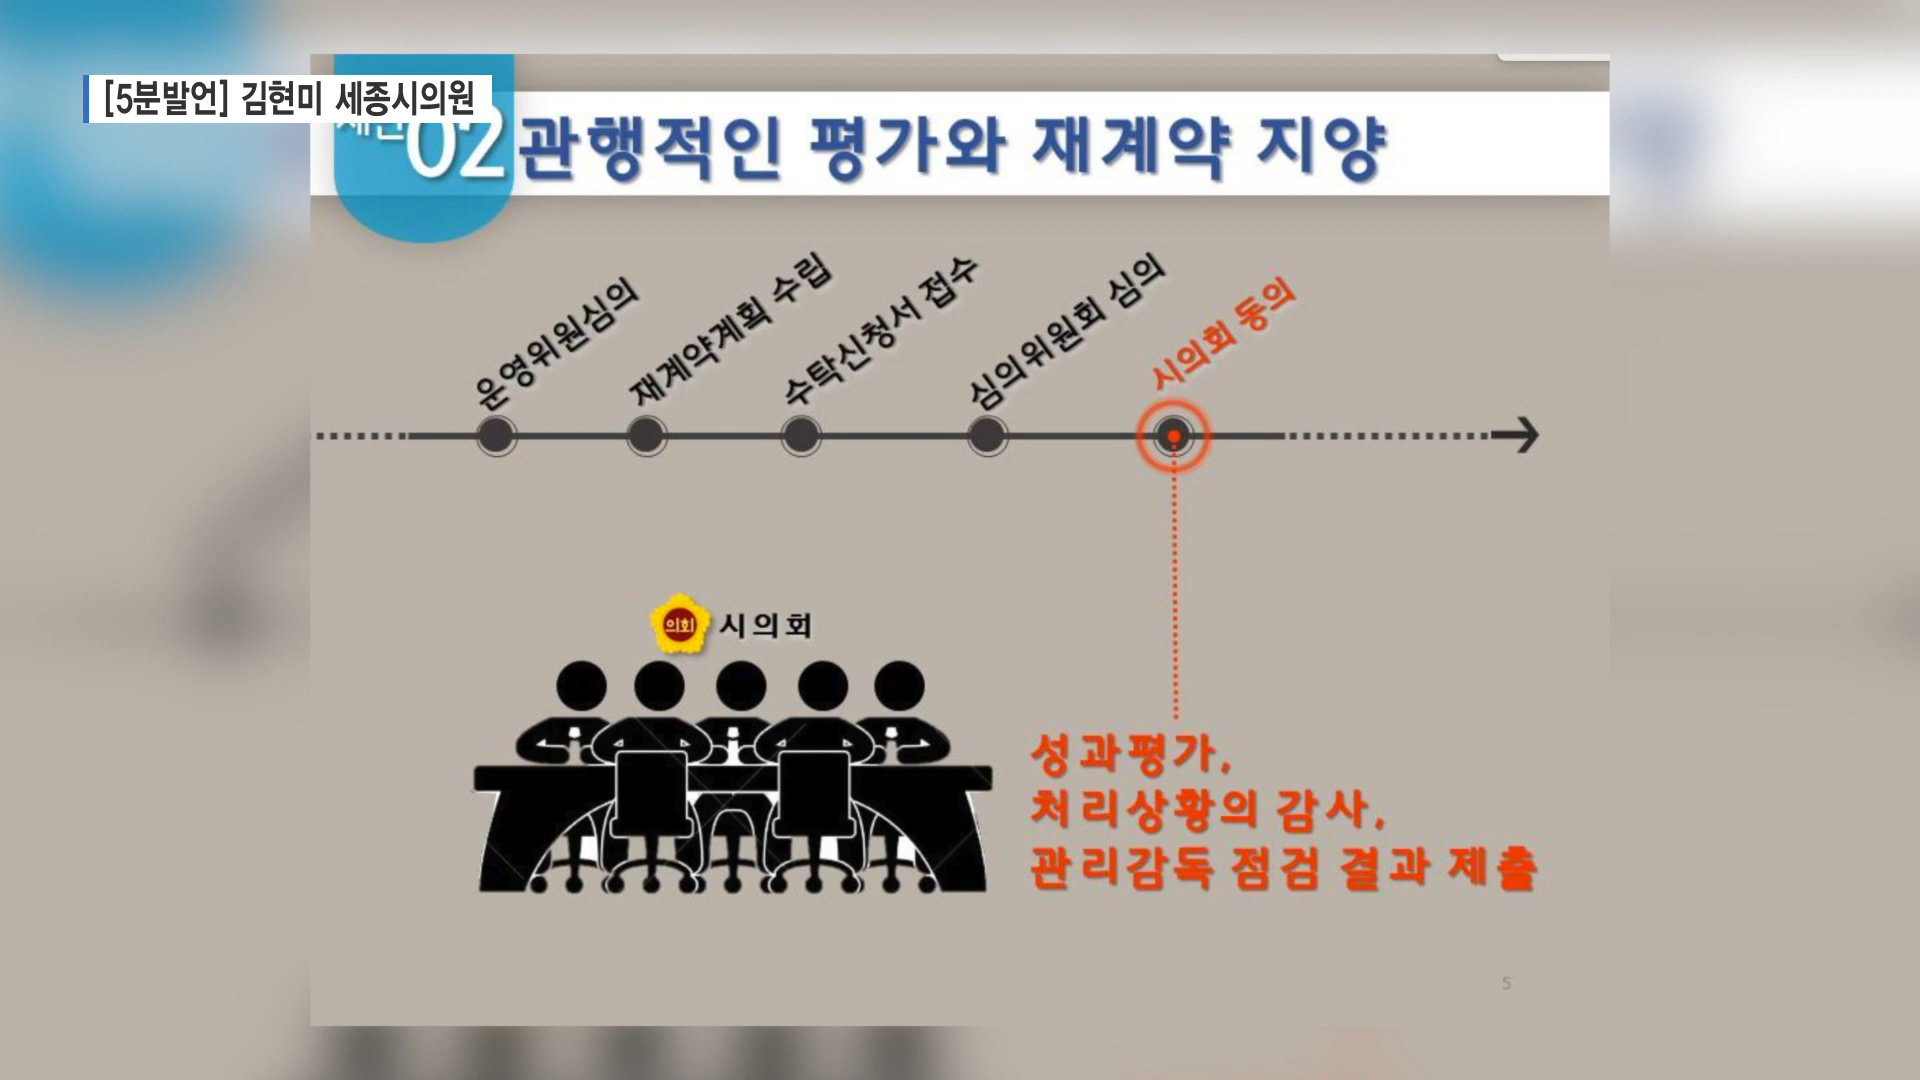 [5분발언] 김현미 세종시의원
02 관행적인 평가와 재계약 지양
운영위원심의
재계약계획 수립
수탁신청서 접수
심의위원회 심의
시의회 동의
의회 시의회
성과평가,
처리상황의 감사,
관리감독 점검 결과 제출
5